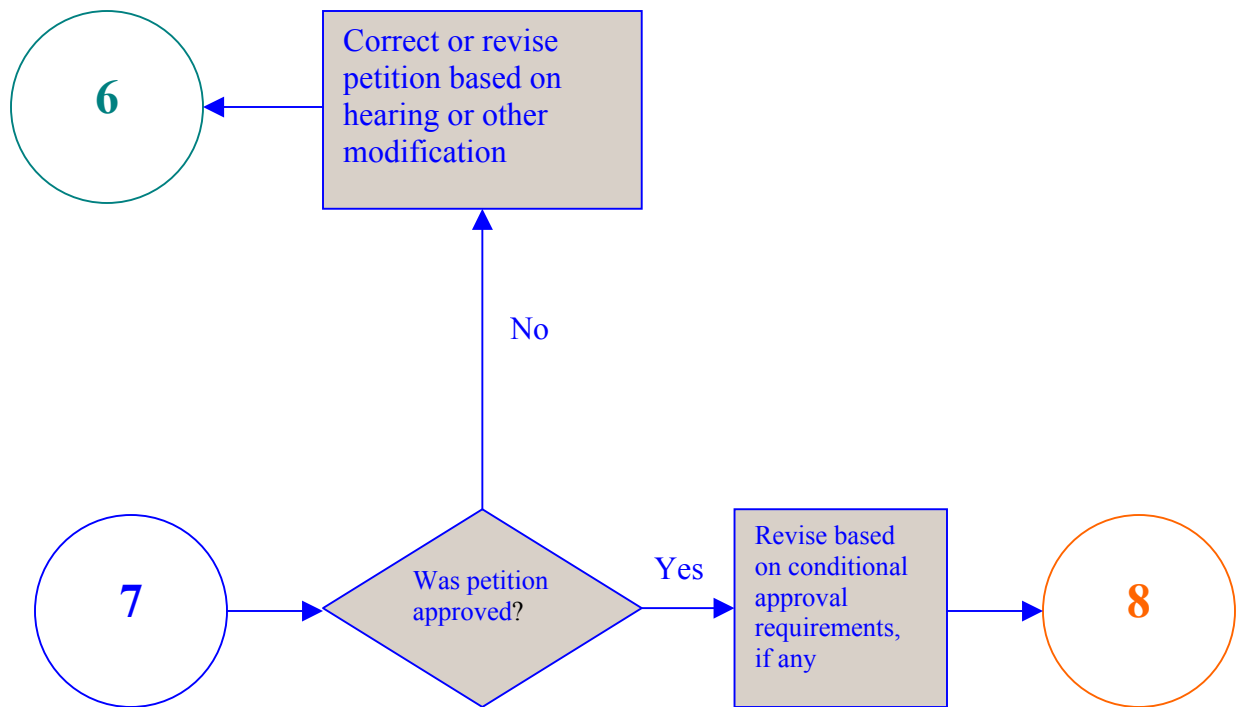 6
Correct or revise
petition based on
hearing or other
modification
No
7
Was petition
approved?
Yes
Revise based
on conditional
approval
requirements,
if any
8